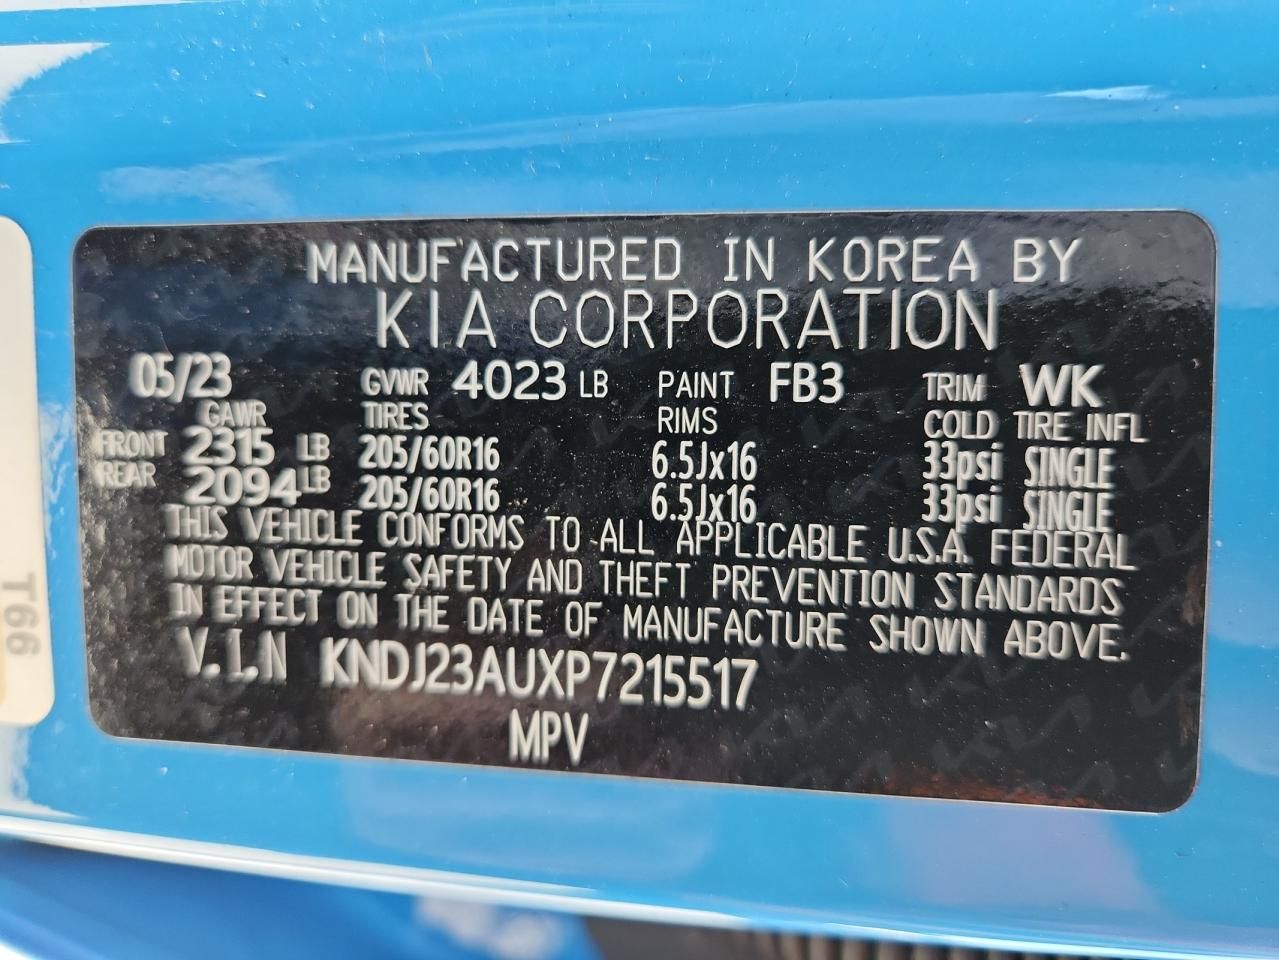 MANUFACTURED IN KOREA BY
KIA CORPORATION
05/23 GVWR 4023 LB PAINT FB3 TRIM WK
GAWR TIRES RIMS COLD TIRE INFL
FRONT 2315 LB 205/60R16 6.5Jx16 33psi SINGLE
REAR 2094 LB 205/60R16 6.5Jx16 33psi SINGLE
THIS VEHICLE CONFORMS TO ALL APPLICABLE U.S.A. FEDERAL
MOTOR VEHICLE SAFETY AND THEFT PREVENTION STANDARDS
IN EFFECT ON THE DATE OF MANUFACTURE SHOWN ABOVE.
V.I.N KNDJ23AUXP7215517
MPV
T66